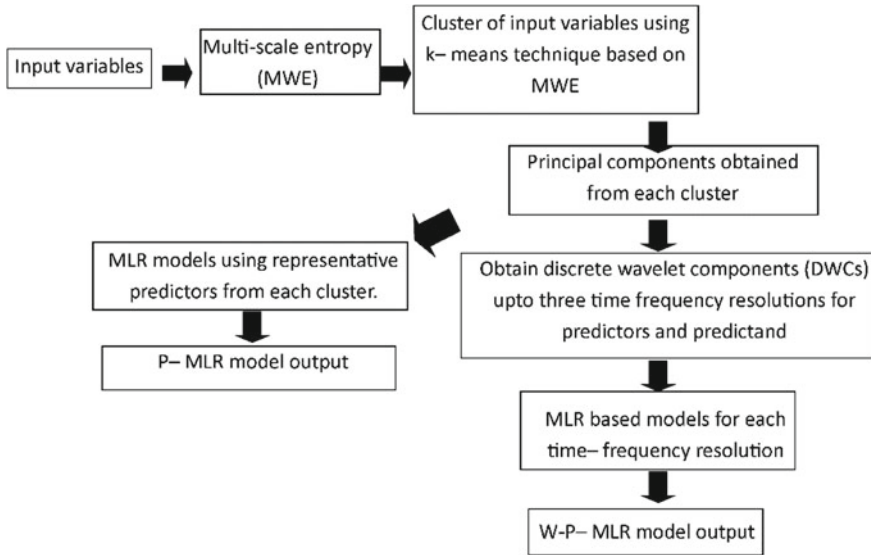 Input variables
Multi-scale entropy
(MWE)
Cluster of input variables using
k– means technique based on
MWE
Principal components obtained
from each cluster
MLR models using representative
predictors from each cluster.
P– MLR model output
Obtain discrete wavelet components (DWCs)
upto three time frequency resolutions for
predictors and predictand
MLR based models for each
time– frequency resolution
W-P– MLR model output